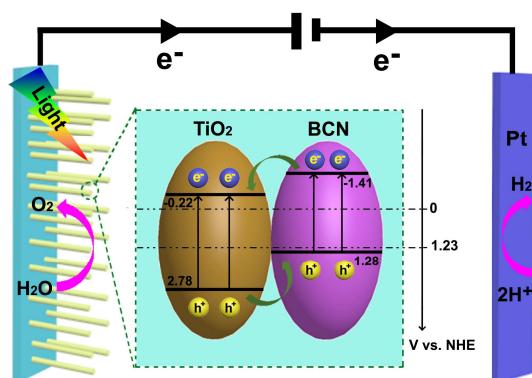 e⁻
e⁻
Light
TiO₂
BCN
Pt
e⁻ e⁻
e⁻ e⁻
-1.41
-0.22
O₂
0
H₂
1.23
1.28
H₂O
2.78
h⁺ h⁺
h⁺ h⁺
2H⁺
V vs. NHE